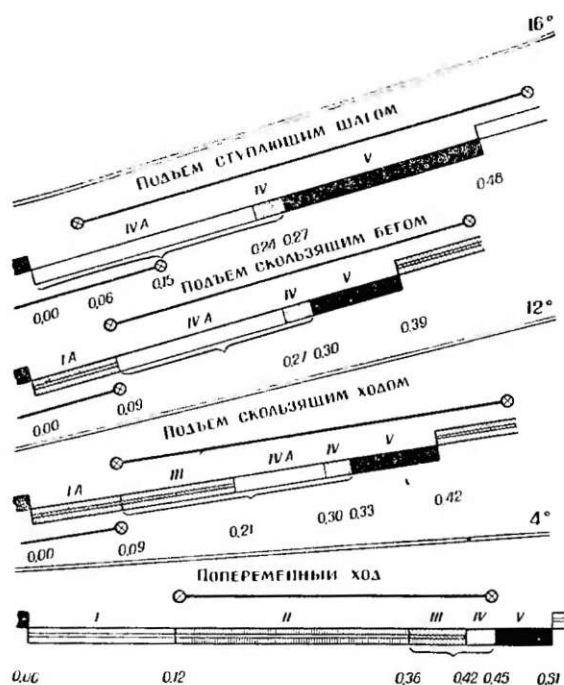 16°
ПОДЪЕМ СТУПАЮЩИМ ШАГОМ
IV A IV V
0,00 0,06 0,15 0,24 0,27 0,48
ПОДЪЕМ СКОЛЬЗЯЩИМ БЕГОМ
I A IV A IV V
0,00 0,09 0,27 0,30 0,39
12°
ПОДЪЕМ СКОЛЬЗЯЩИМ ХОДОМ
I A III IV A IV V
0,00 0,09 0,21 0,30 0,33 0,42
4°
ПОПЕРЕМЕННЫЙ ХОД
I II III IV V
0,00 0,12 0,36 0,42 0,45 0,51